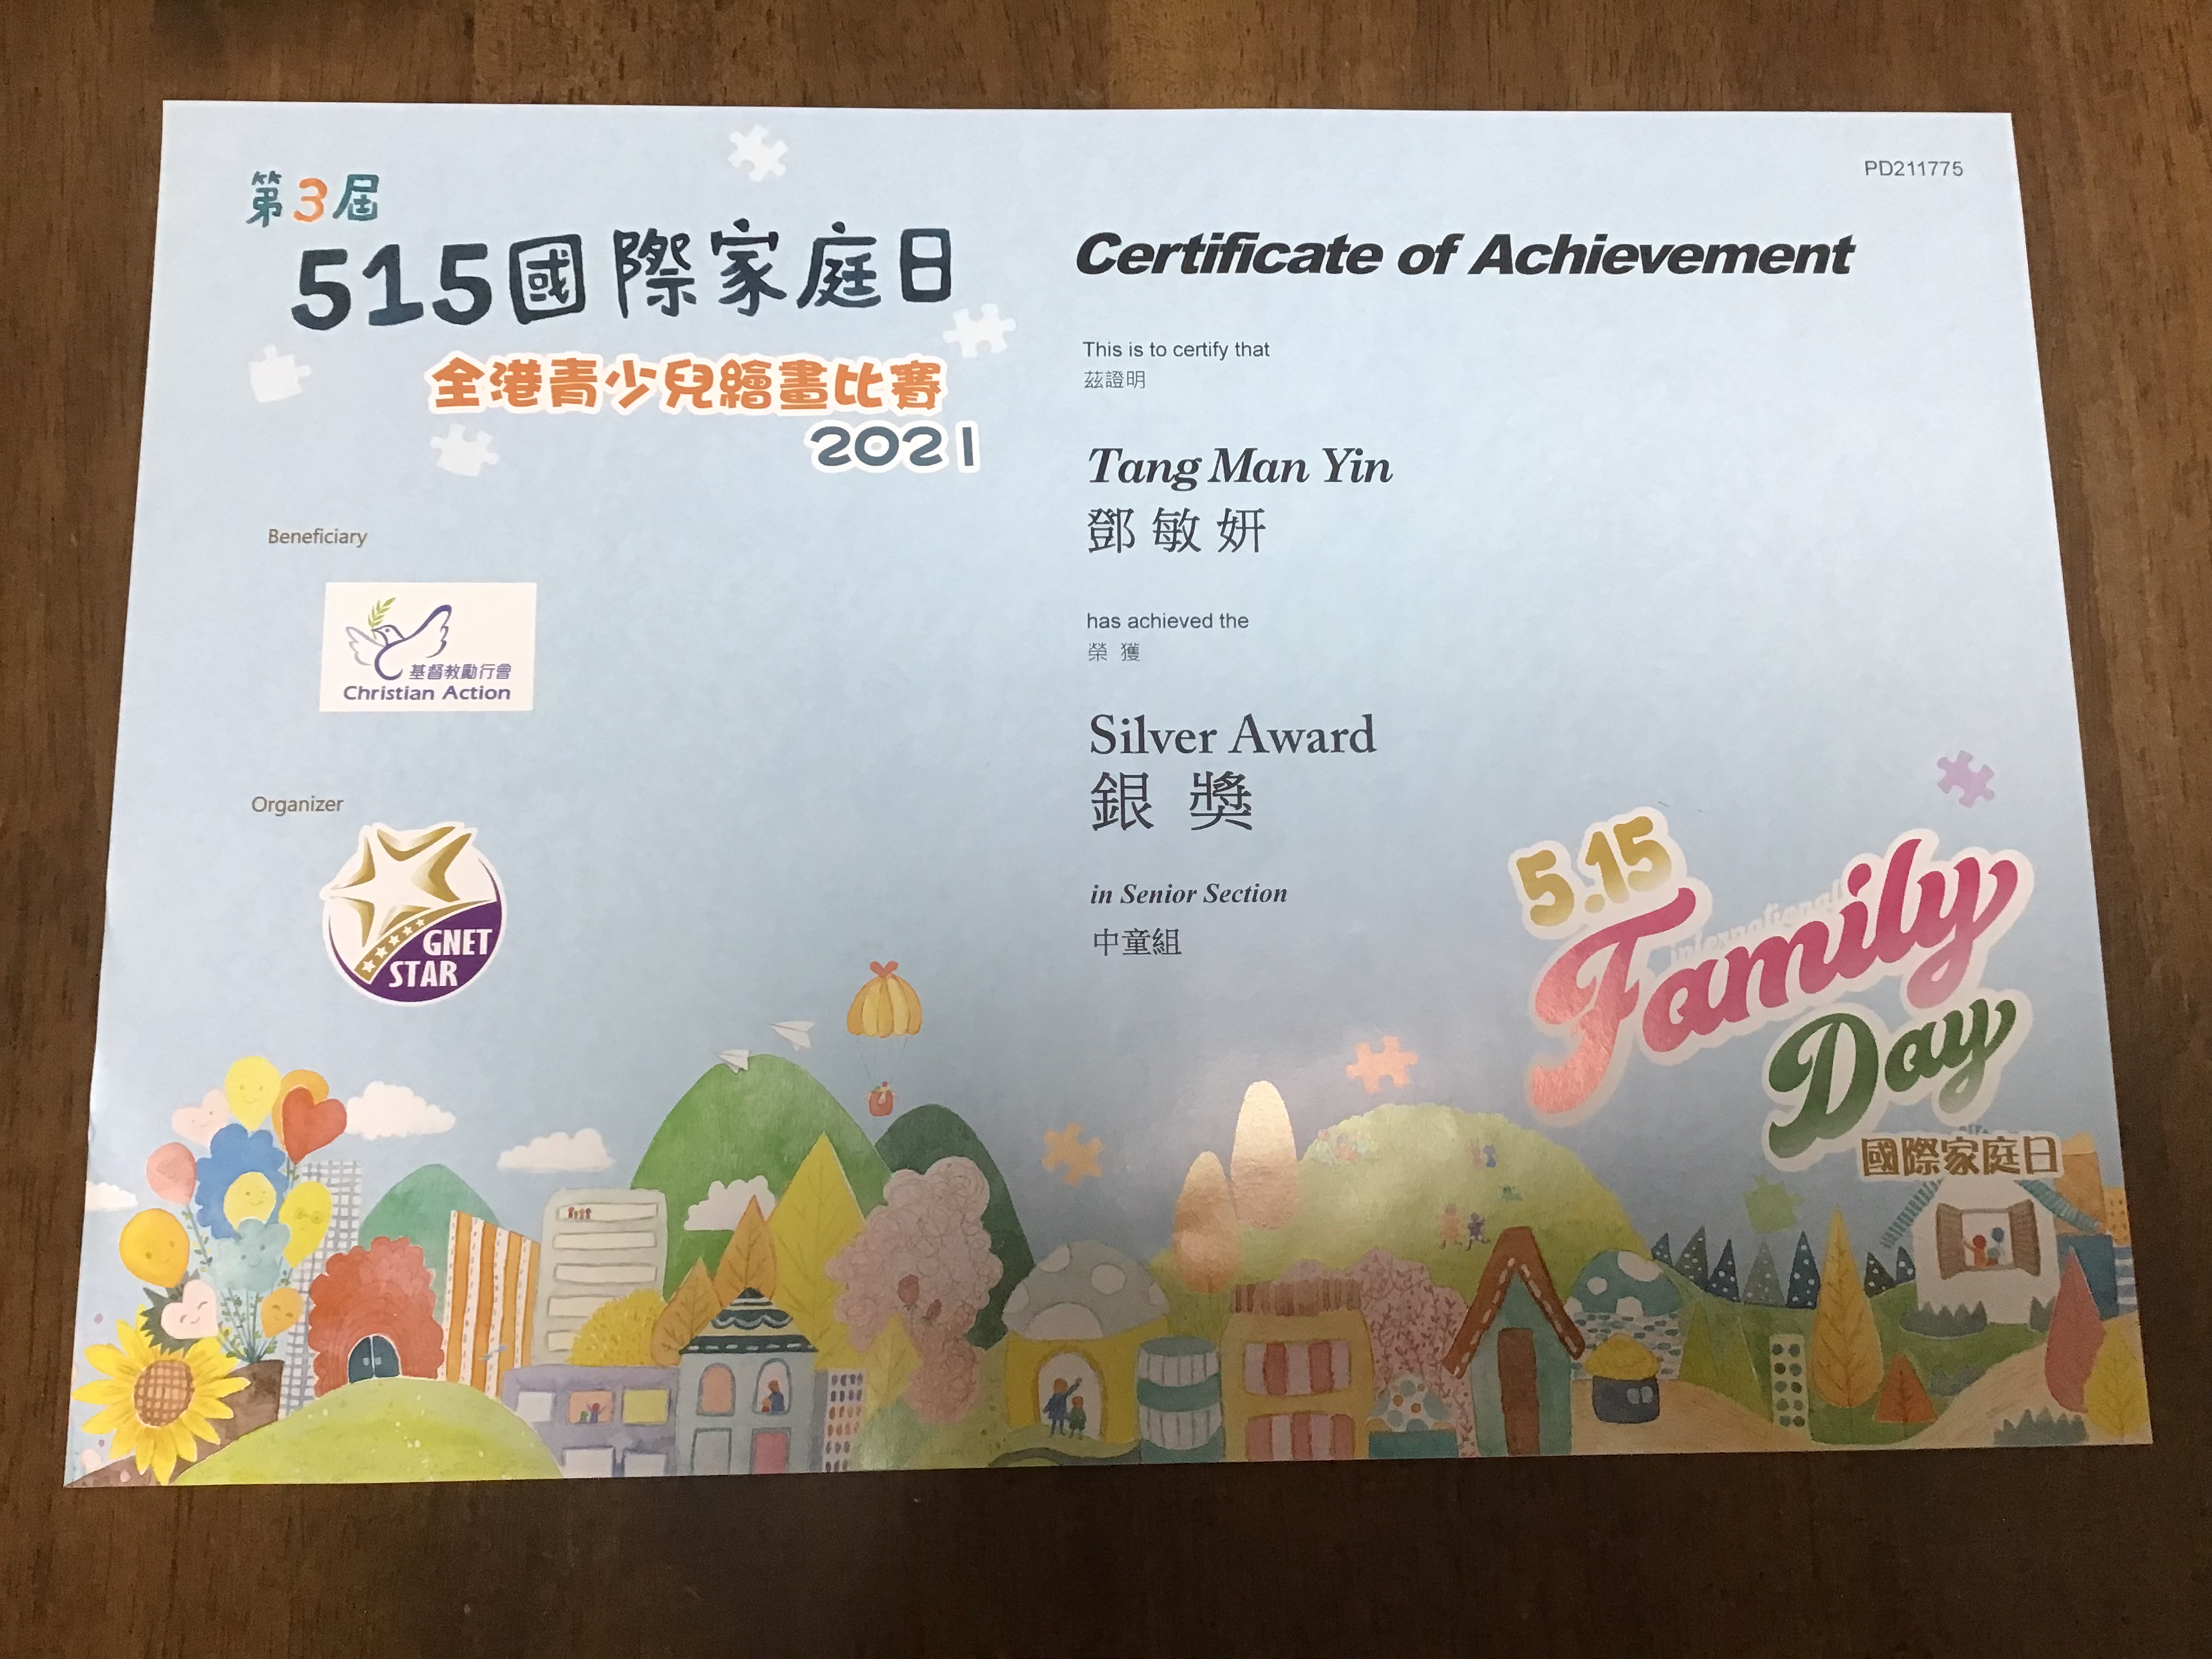 第3屆
515國際家庭日
全港青少兒繪畫比賽
2021
Beneficiary
基督教勵行會
Christian Action
Organizer
GNET
STAR
PD211775
Certificate of Achievement
This is to certify that
茲證明
Tang Man Yin
鄧敏妍
has achieved the
榮獲
Silver Award
銀獎
in Senior Section
中童組
5.15
international
Family
Day
國際家庭日